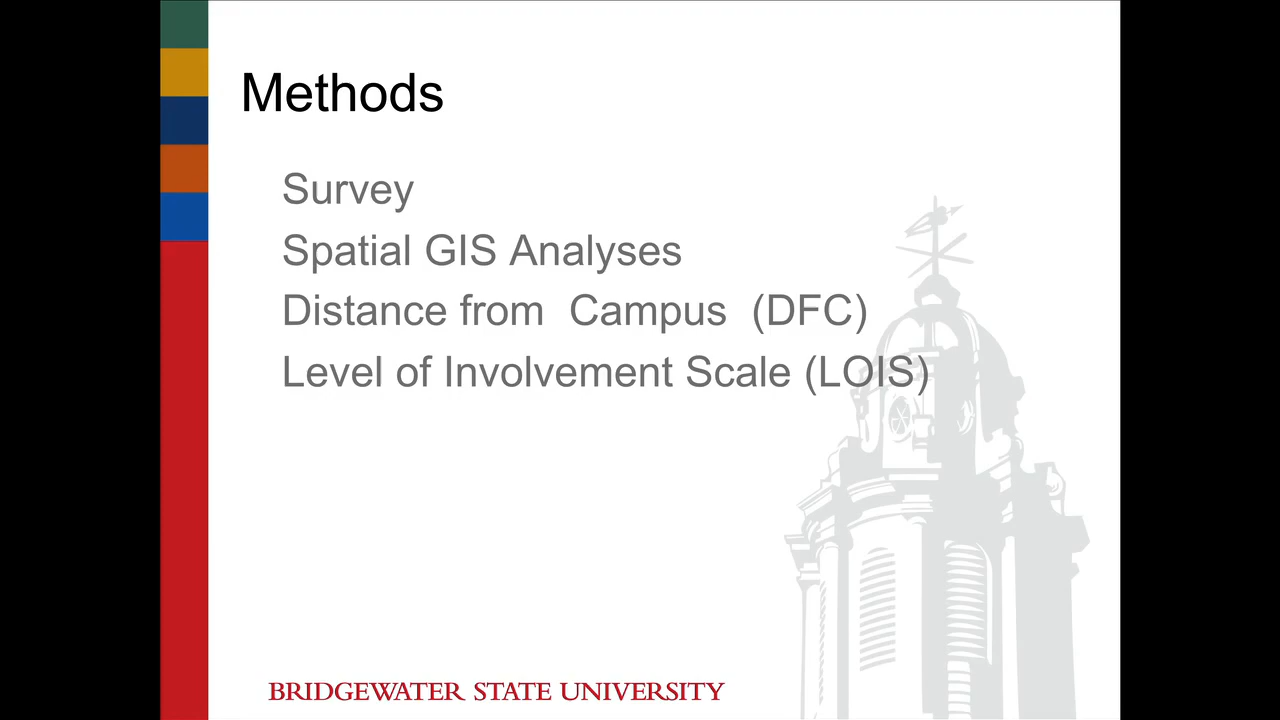 Methods
Survey
Spatial GIS Analyses
Distance from Campus (DFC)
Level of Involvement Scale (LOIS)
BRIDGEWATER STATE UNIVERSITY